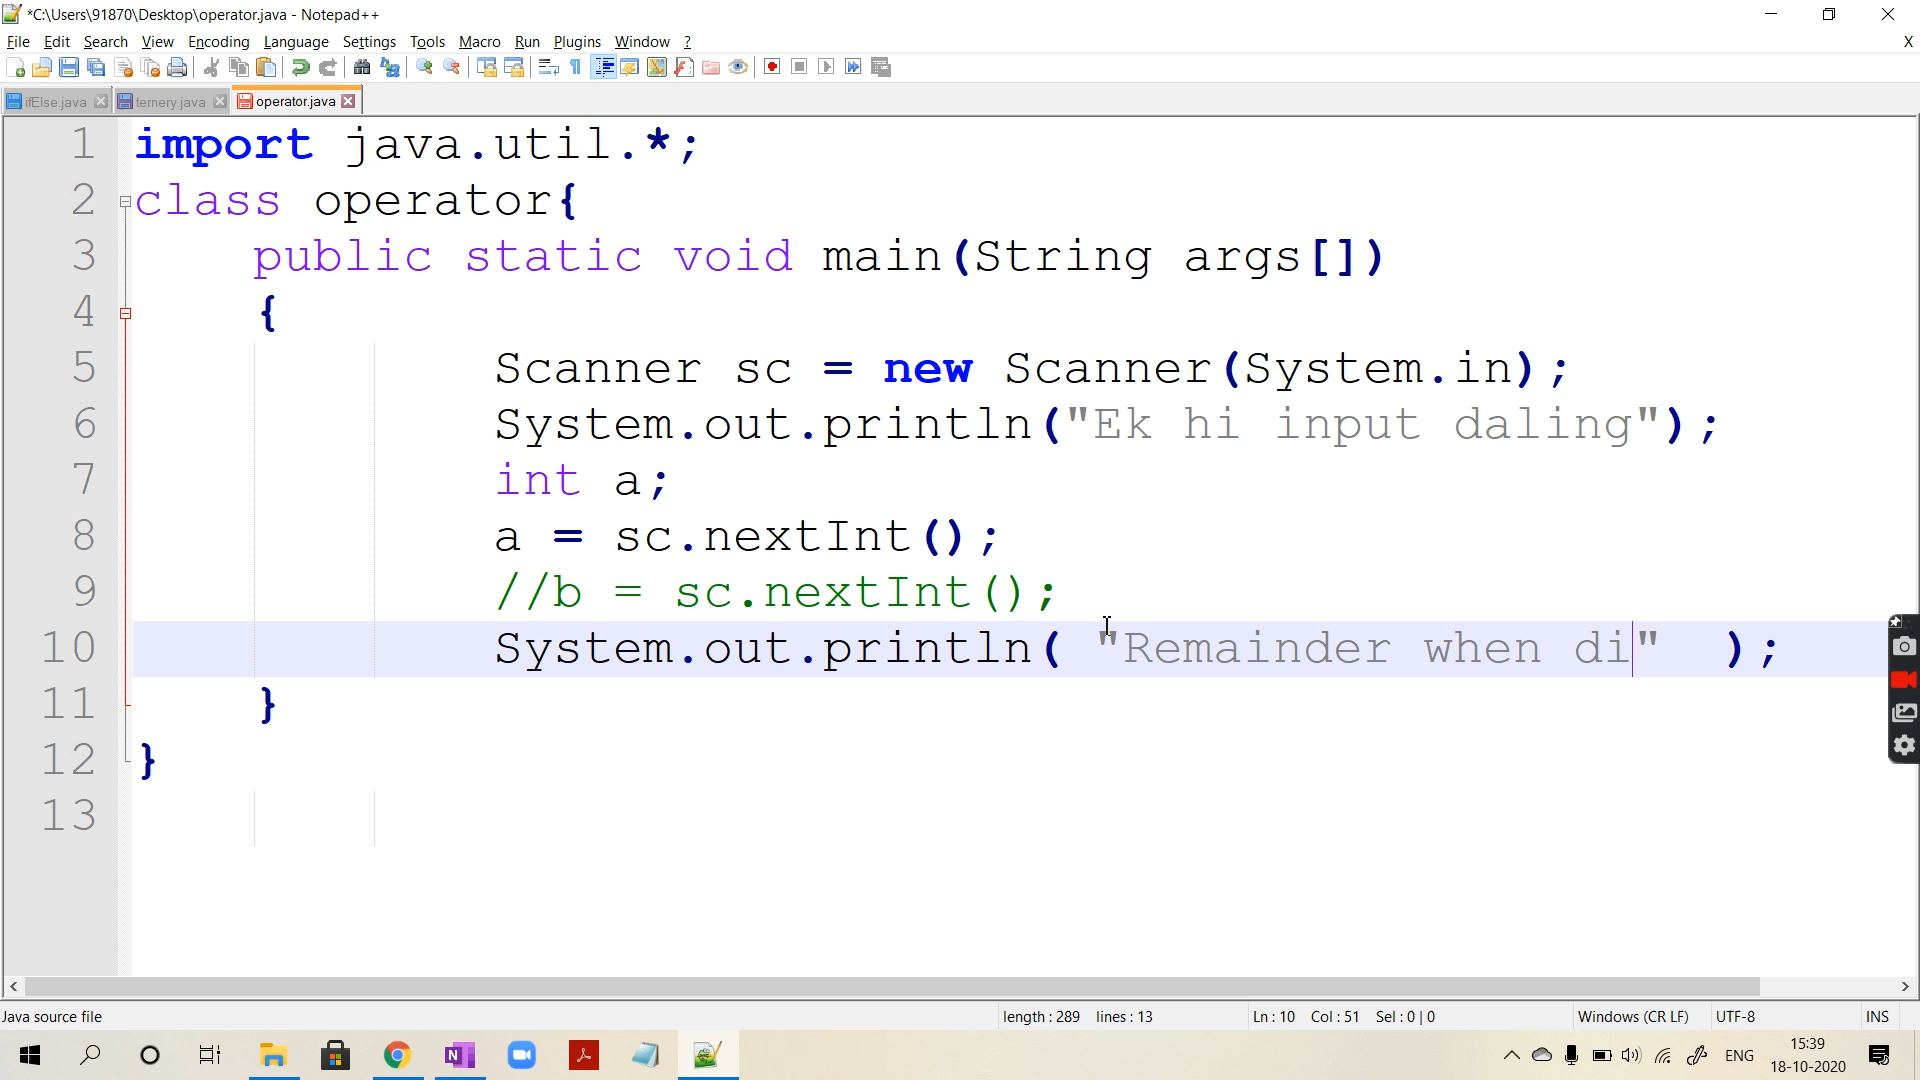 *C:\Users\91870\Desktop\operator.java - Notepad++
File Edit Search View Encoding Language Settings Tools Macro Run Plugins Window ? X
ifElse.java ternery.java operator.java
1 import java.util.*;
2 class operator{
3 public static void main(String args[])
4 {
5 Scanner sc = new Scanner(System.in);
6 System.out.println("Ek hi input daling");
7 int a;
8 a = sc.nextInt();
9 //b = sc.nextInt();
10 System.out.println( "Remainder when di" );
11 }
12 }
13
Java source file length : 289 lines : 13 Ln : 10 Col : 51 Sel : 0 | 0 Windows (CR LF) UTF-8 INS
ENG 15:39
18-10-2020